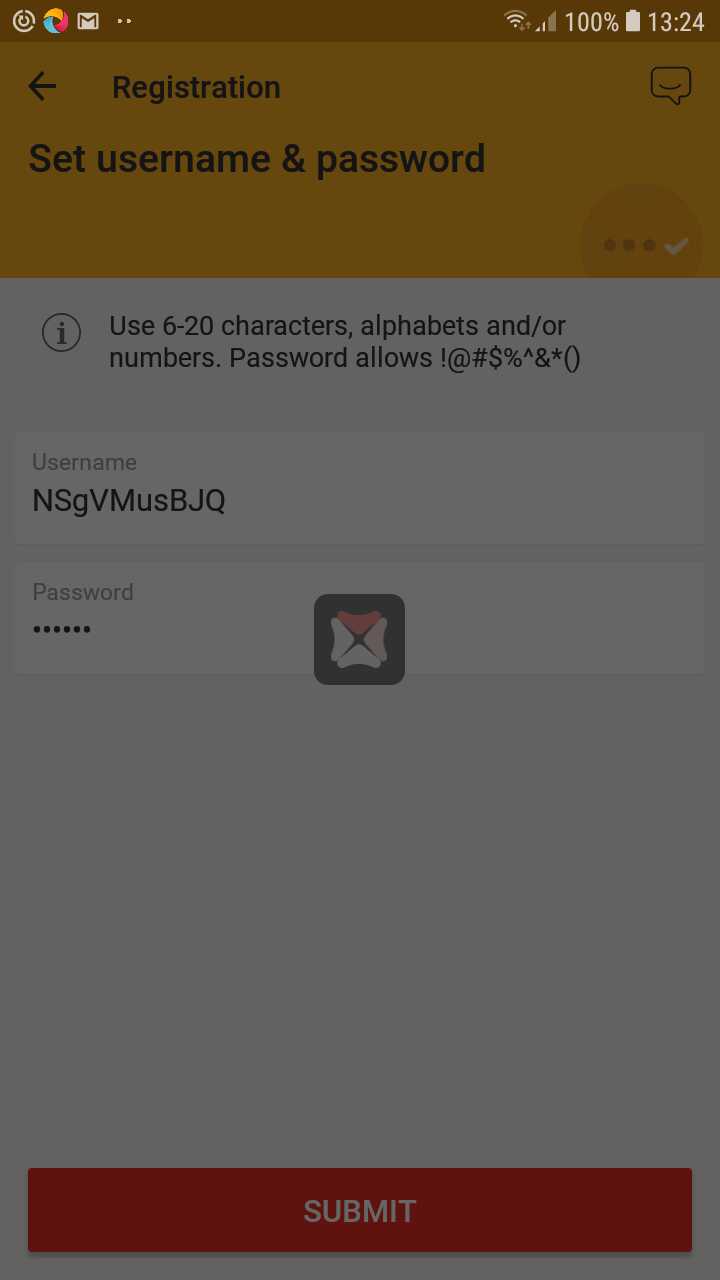 100% 13:24
Registration
Set username & password
Use 6-20 characters, alphabets and/or
numbers. Password allows !@#$%^&*()
Username
NSgVMusBJQ
Password
••••••
SUBMIT